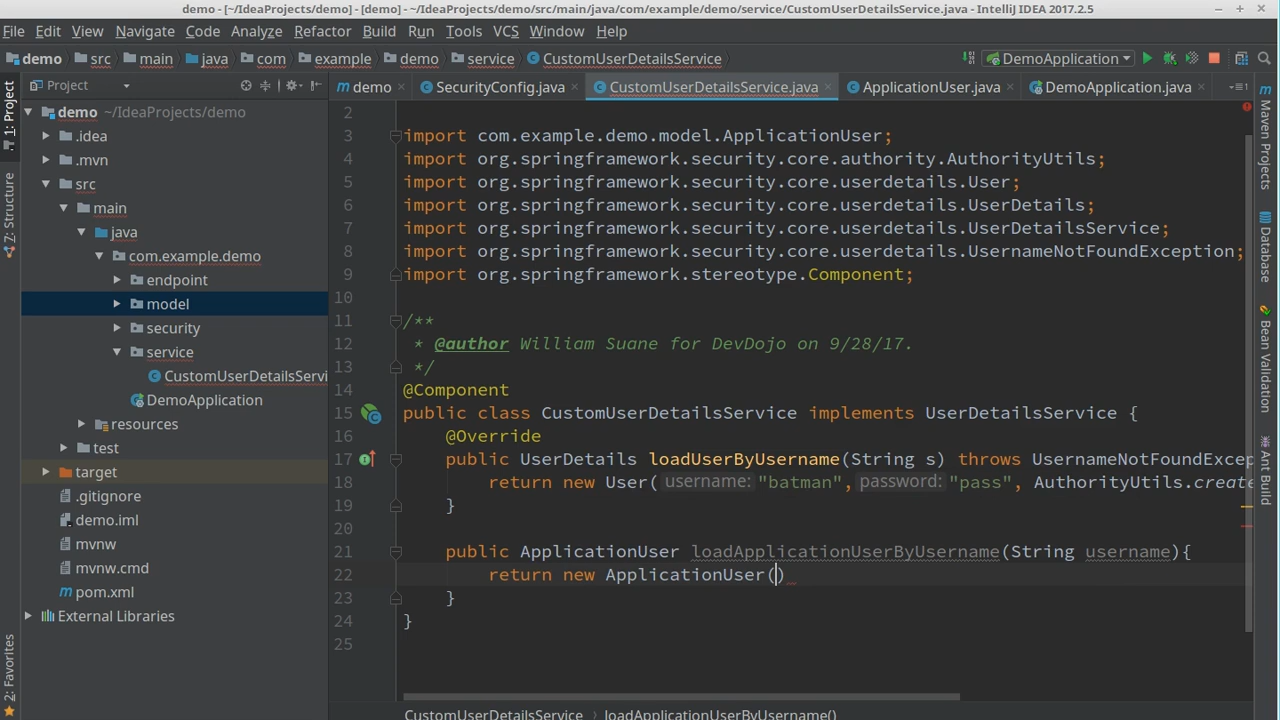 demo - [~/IdeaProjects/demo] - [demo] - ~/IdeaProjects/demo/src/main/java/com/example/demo/service/CustomUserDetailsService.java - IntelliJ IDEA 2017.2.5
File Edit View Navigate Code Analyze Refactor Build Run Tools VCS Window Help
demo src main java com example demo service CustomUserDetailsService DemoApplication
Project
demo SecurityConfig.java CustomUserDetailsService.java ApplicationUser.java DemoApplication.java
1: Project
Z: Structure
2: Favorites
demo ~/IdeaProjects/demo
.idea
.mvn
src
main
java
com.example.demo
endpoint
model
security
service
CustomUserDetailsServi
DemoApplication
resources
test
target
.gitignore
demo.iml
mvnw
mvnw.cmd
pom.xml
External Libraries
2
3 import com.example.demo.model.ApplicationUser;
4 import org.springframework.security.core.authority.AuthorityUtils;
5 import org.springframework.security.core.userdetails.User;
6 import org.springframework.security.core.userdetails.UserDetails;
7 import org.springframework.security.core.userdetails.UserDetailsService;
8 import org.springframework.security.core.userdetails.UsernameNotFoundException;
9 import org.springframework.stereotype.Component;
10
11 /**
12 * @author William Suane for DevDojo on 9/28/17.
13 */
14 @Component
15 public class CustomUserDetailsService implements UserDetailsService {
16 @Override
17 public UserDetails loadUserByUsername(String s) throws UsernameNotFoundExcep
18 return new User( username: "batman", password: "pass", AuthorityUtils.create
19 }
20
21 public ApplicationUser loadApplicationUserByUsername(String username){
22 return new ApplicationUser()
23 }
24 }
25
CustomUserDetailsService › loadApplicationUserByUsername()
Maven Projects
Database
Bean Validation
Ant Build